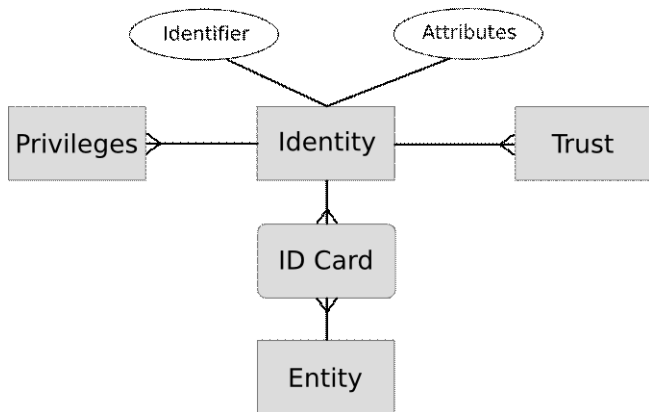 Identifier
Attributes
Privileges
Identity
Trust
ID Card
Entity